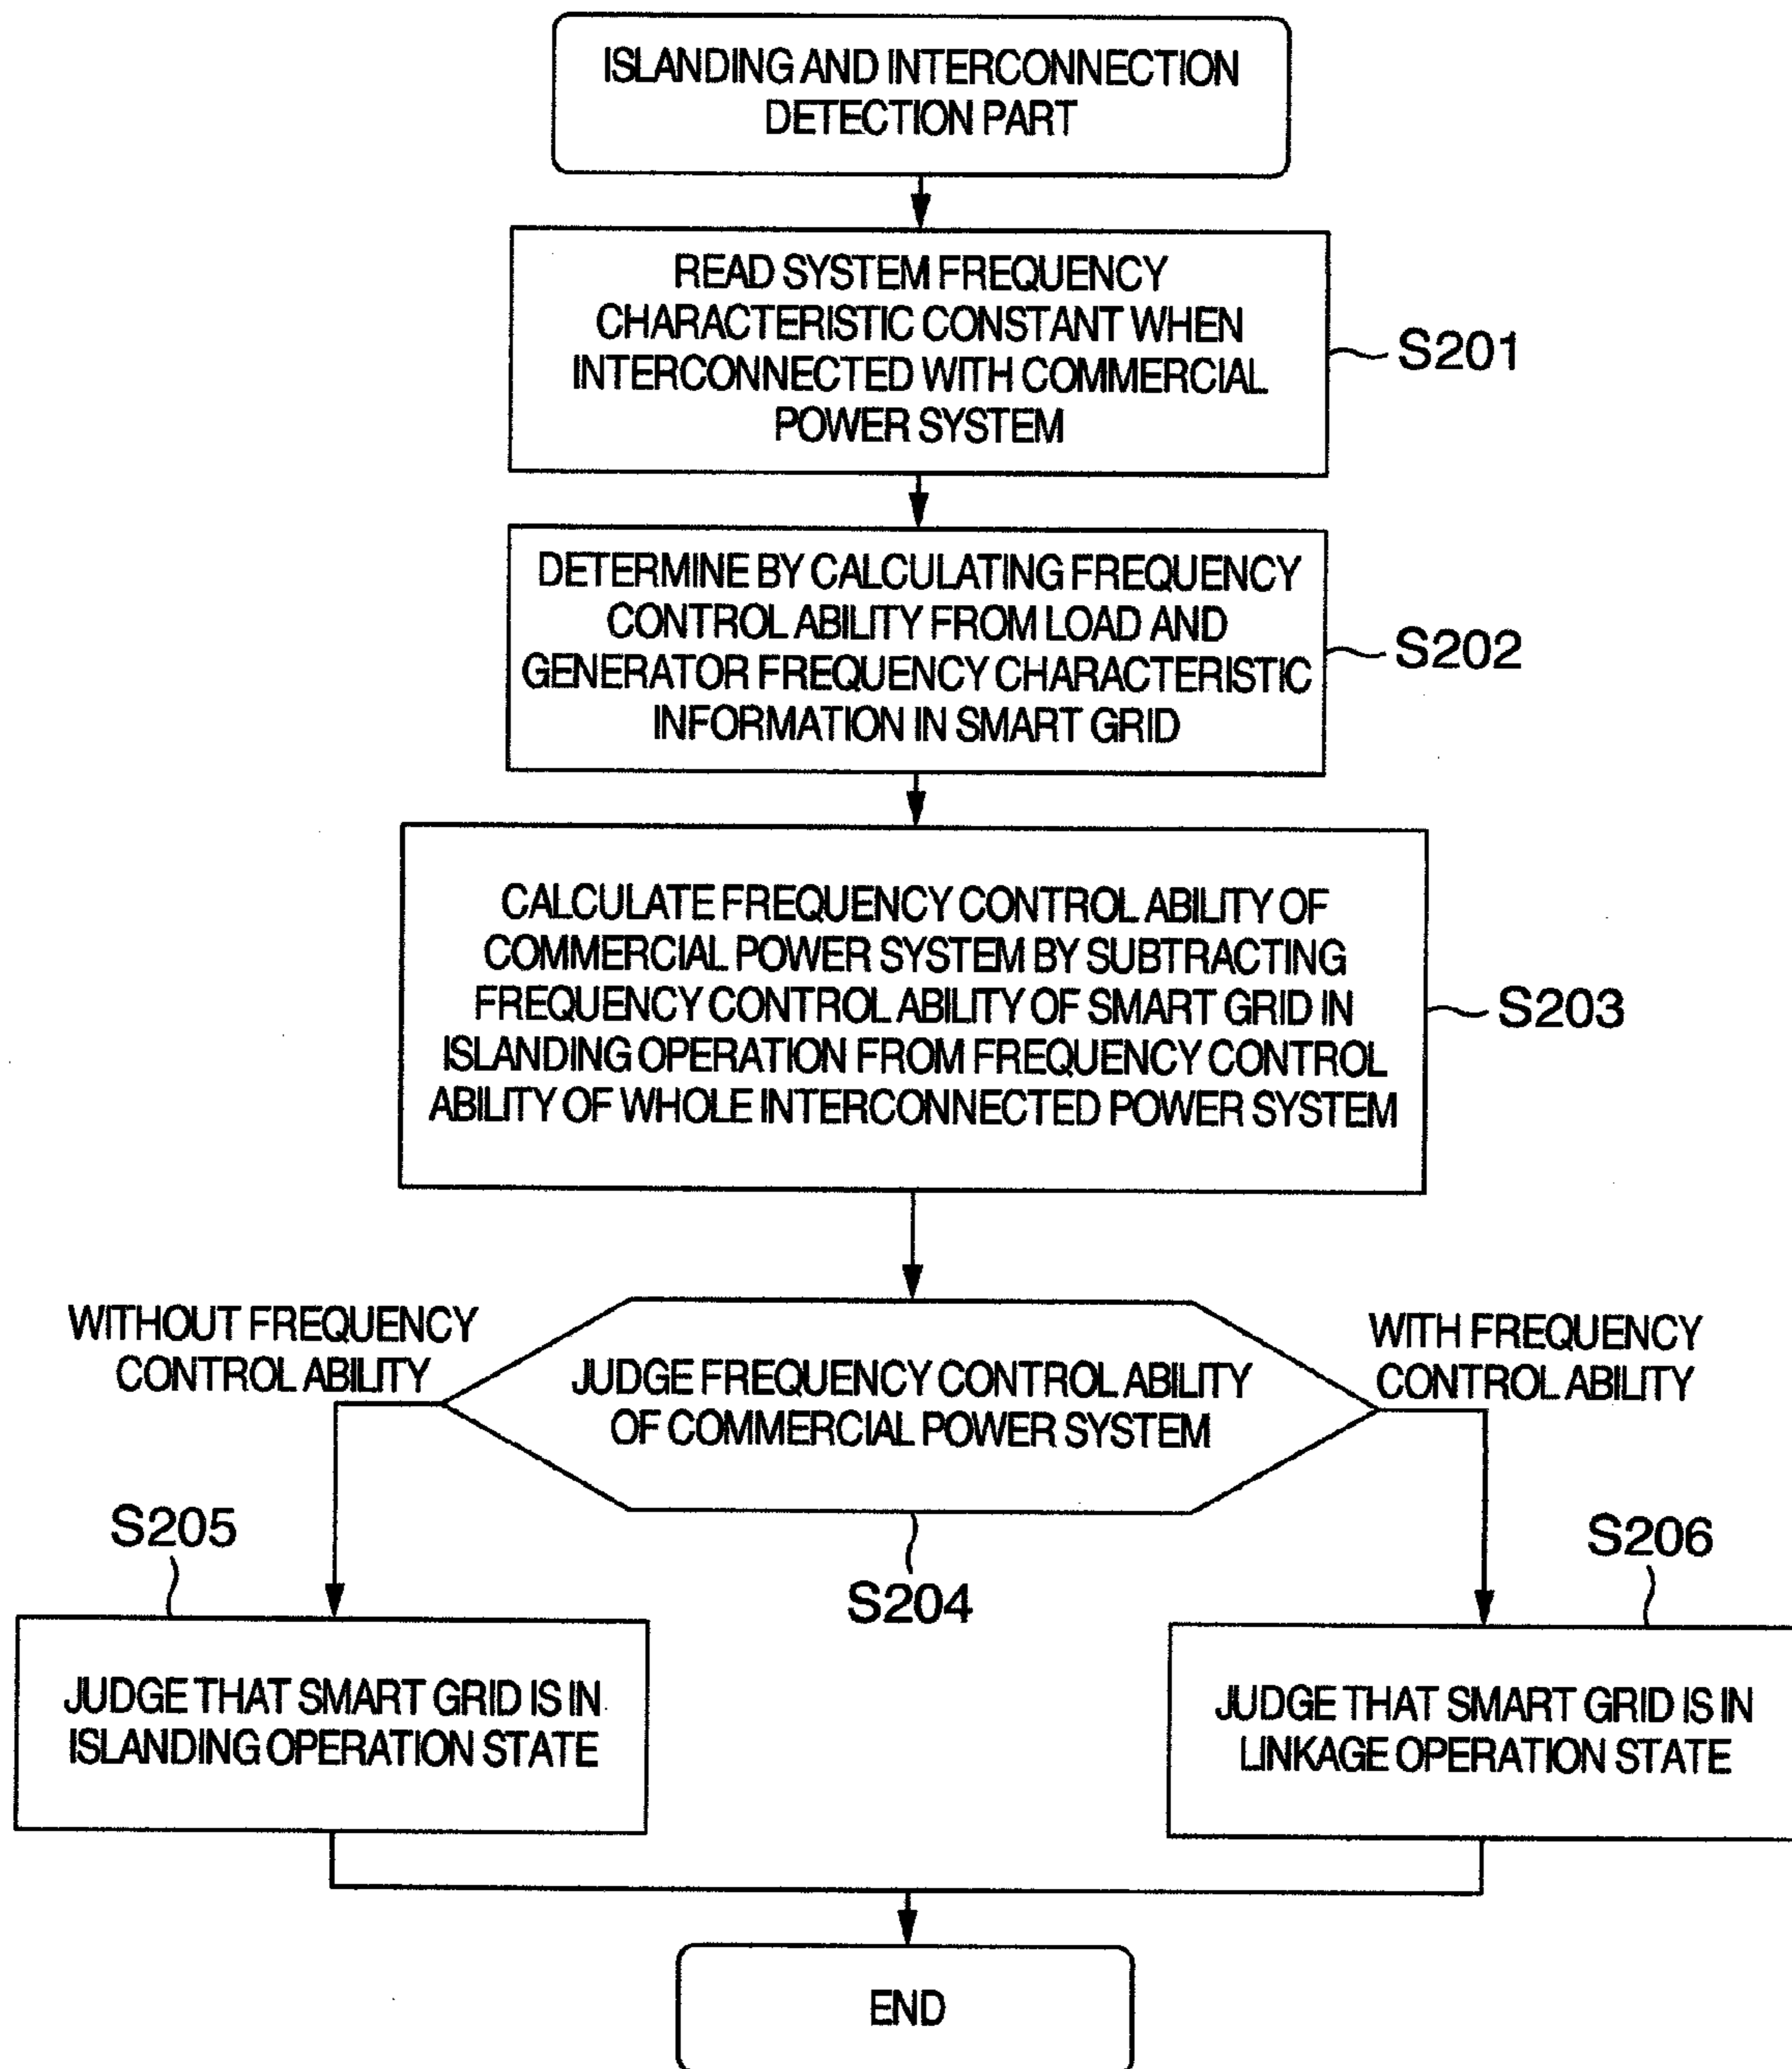 ISLANDING AND INTERCONNECTION
DETECTION PART
READ SYSTEM FREQUENCY
CHARACTERISTIC CONSTANT WHEN
INTERCONNECTED WITH COMMERCIAL
POWER SYSTEM
S201
DETERMINE BY CALCULATING FREQUENCY
CONTROL ABILITY FROM LOAD AND
GENERATOR FREQUENCY CHARACTERISTIC
INFORMATION IN SMART GRID
S202
CALCULATE FREQUENCY CONTROL ABILITY OF
COMMERCIAL POWER SYSTEM BY SUBTRACTING
FREQUENCY CONTROL ABILITY OF SMART GRID IN
ISLANDING OPERATION FROM FREQUENCY CONTROL
ABILITY OF WHOLE INTERCONNECTED POWER SYSTEM
S203
WITHOUT FREQUENCY
CONTROL ABILITY
JUDGE FREQUENCY CONTROL ABILITY
OF COMMERCIAL POWER SYSTEM
WITH FREQUENCY
CONTROL ABILITY
S204
S205
JUDGE THAT SMART GRID IS IN
ISLANDING OPERATION STATE
S206
JUDGE THAT SMART GRID IS IN
LINKAGE OPERATION STATE
END